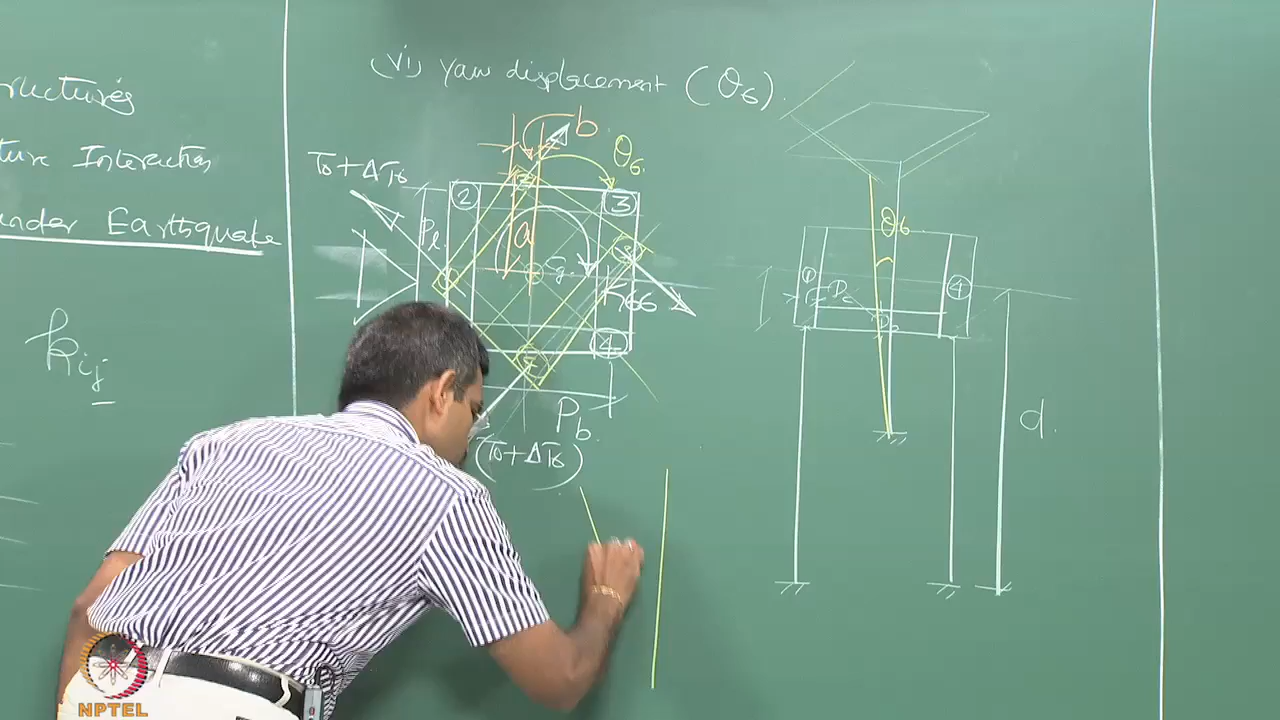 (vi) yaw displacement (θ6).
ructures
ture Interaction
under Earthquake
kij
T0+ΔT6
b
θ6.
2
3
Pl
a
K66
4
Pb
(T0+ΔT6)
θ6
1
4
d.
NPTEL